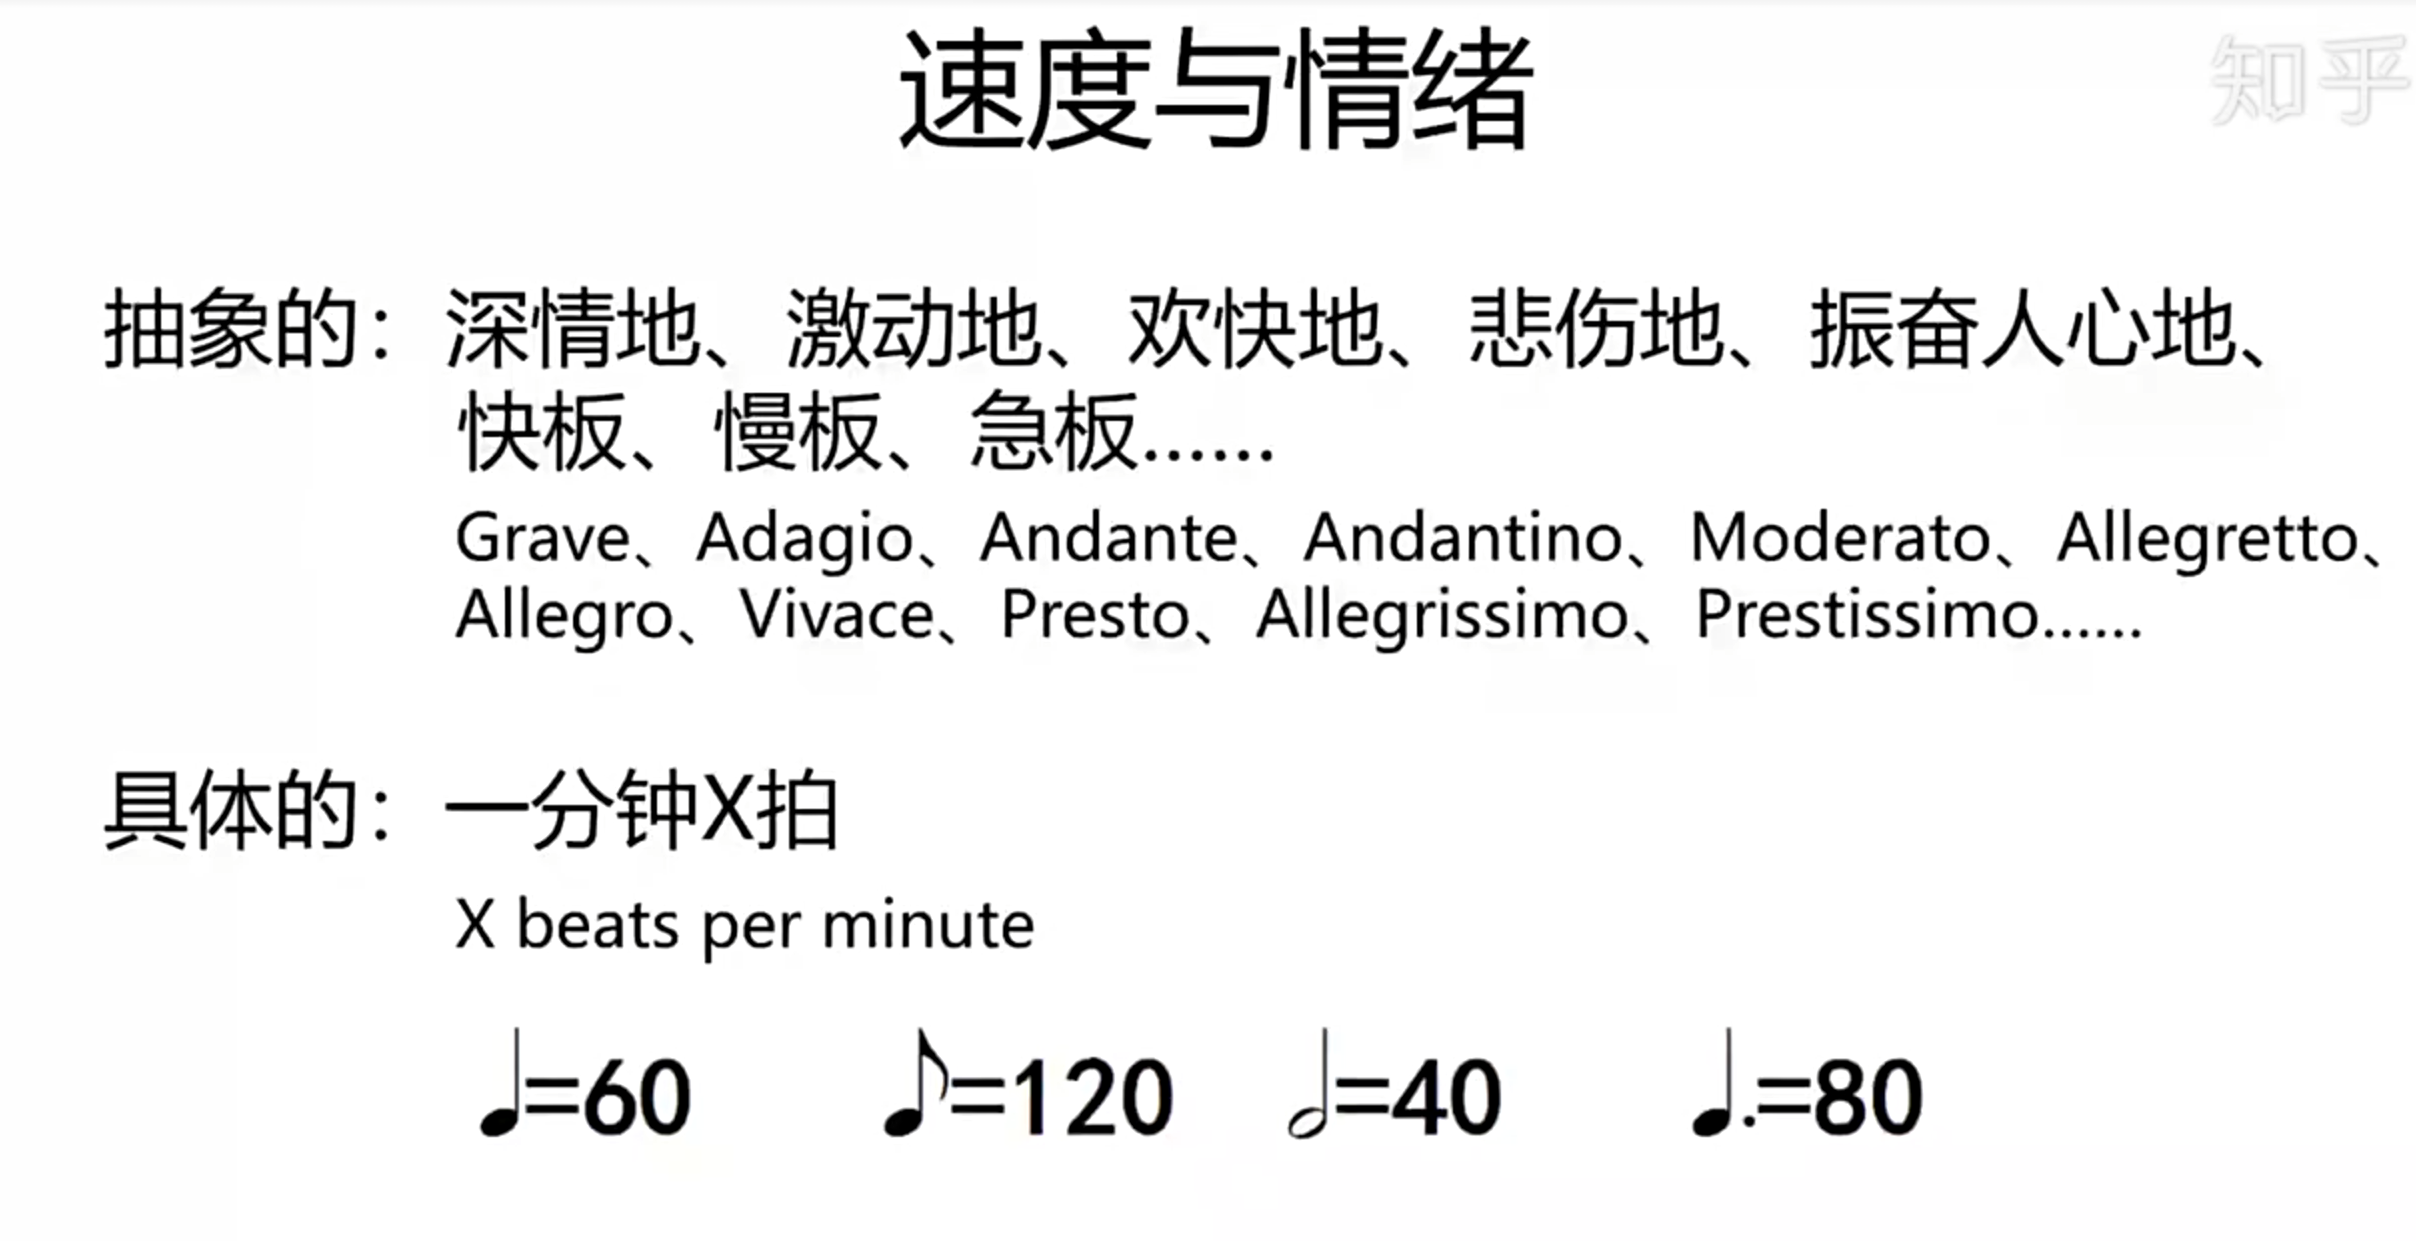 速度与情绪
知乎
抽象的：深情地、激动地、欢快地、悲伤地、振奋人心地、
快板、慢板、急板……
Grave、Adagio、Andante、Andantino、Moderato、Allegretto、
Allegro、Vivace、Presto、Allegrissimo、Prestissimo……
具体的：一分钟X拍
X beats per minute
♩=60 ♪=120 𝅗𝅥=40 ♩.=80